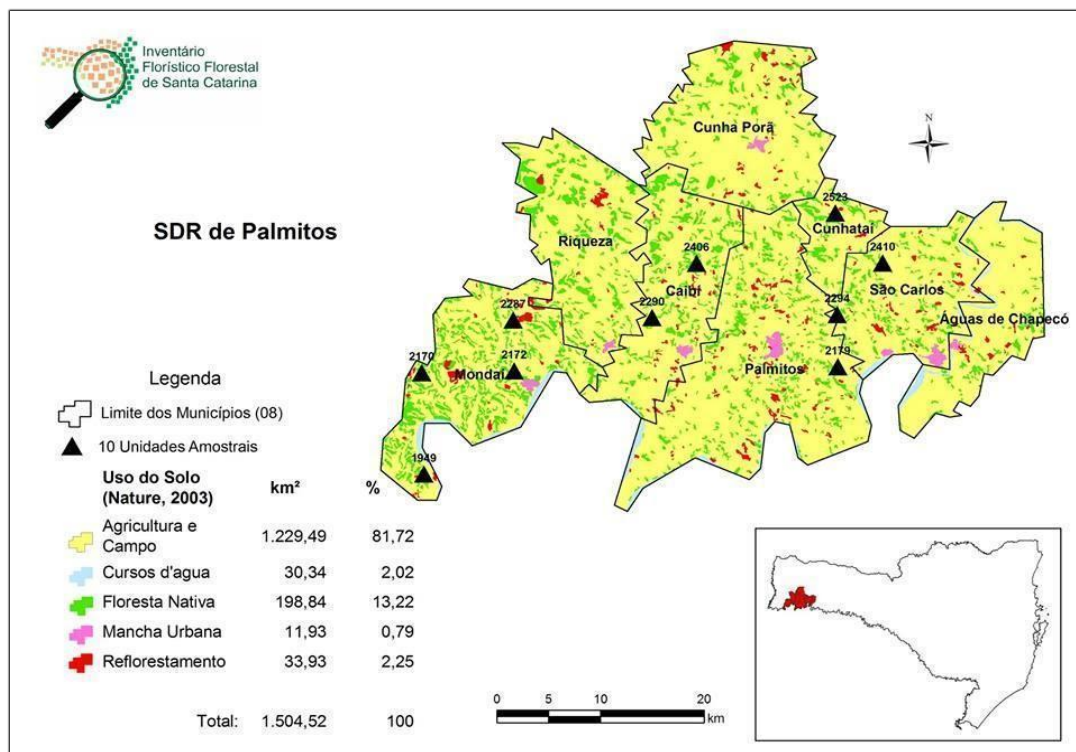 Inventário
Florístico Florestal
de Santa Catarina
SDR de Palmitos
N
Cunha Porã
2523
Cunhatai
2410
Riqueza
2406
Caibi
São Carlos
2287
2290
2294
Águas de Chapecó
2170
2172
Mondai
Palmitos
2179
1949
Legenda
Limite dos Municípios (08)
10 Unidades Amostrais
Uso do Solo
(Nature, 2003) km² %
Agricultura e
Campo 1.229,49 81,72
Cursos d'agua 30,34 2,02
Floresta Nativa 198,84 13,22
Mancha Urbana 11,93 0,79
Reflorestamento 33,93 2,25
Total: 1.504,52 100
0 5 10 20
km